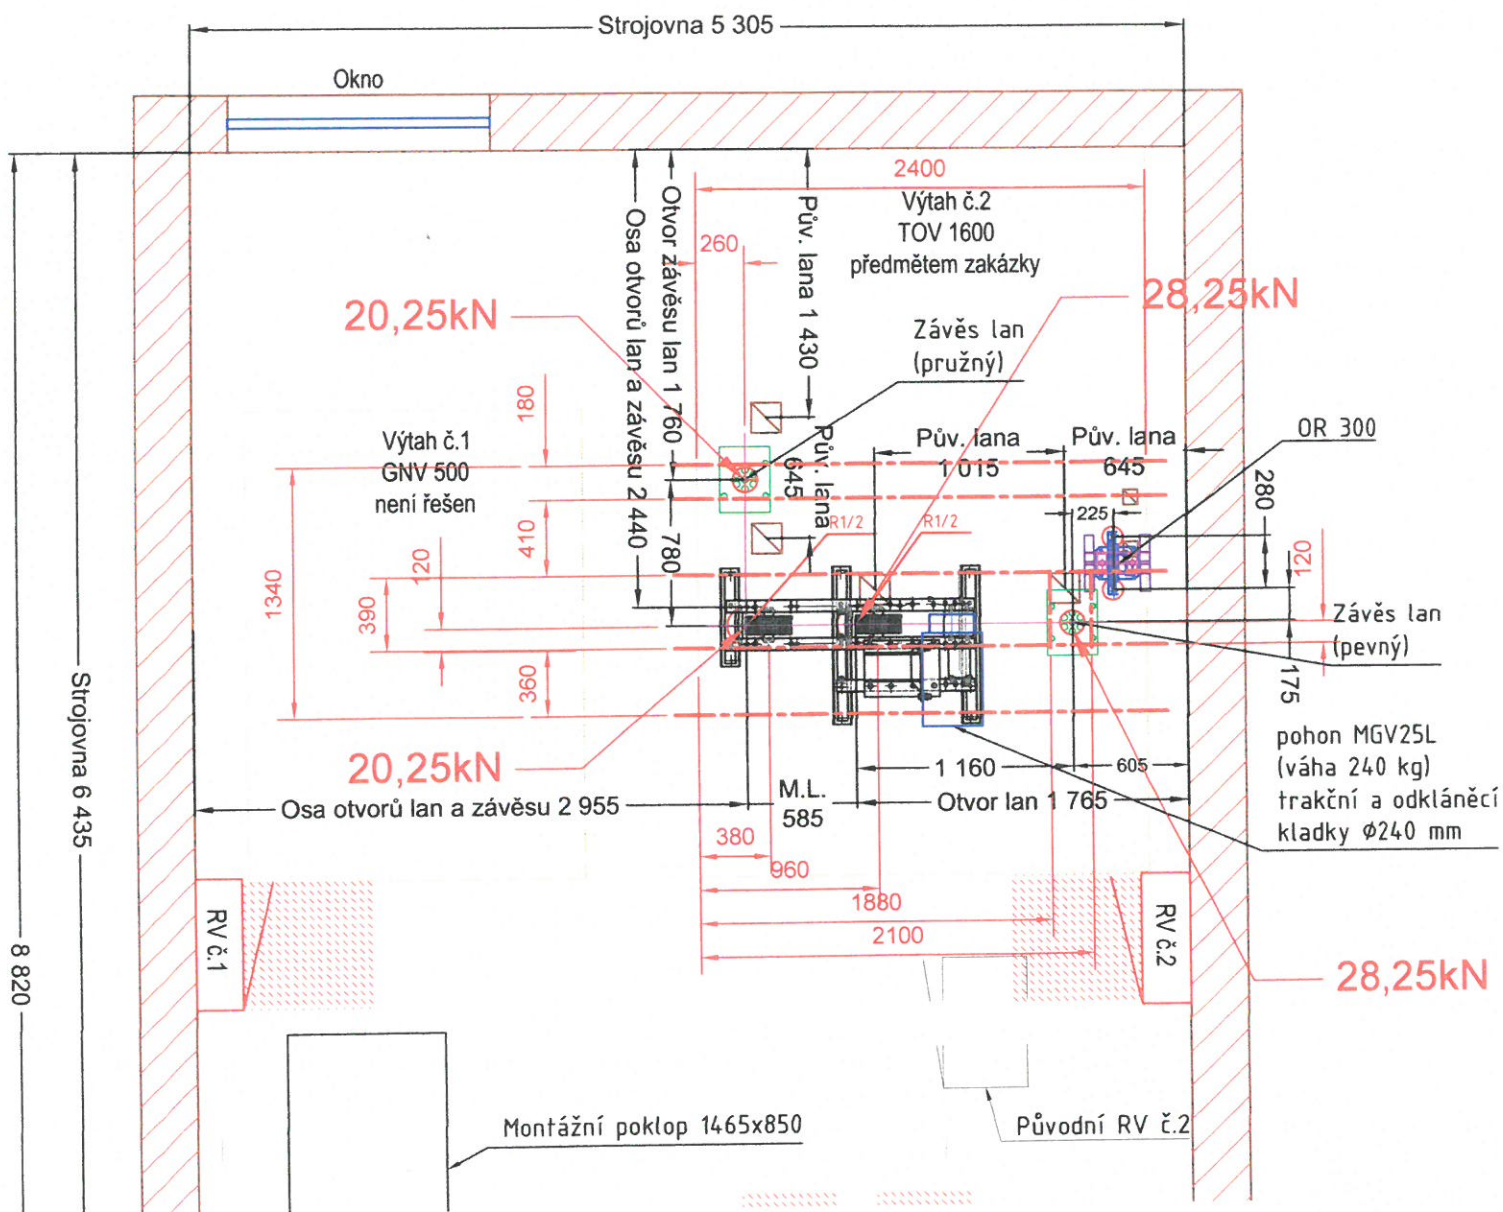 Strojovna 5 305
Okno
2400
Výtah č.2
TOV 1600
předmětem zakázky
260
Osa otvorů lan a závěsu 2 440
Otvor závěsu lan 1 760
Pův. lana 1 430
20,25kN
28,25kN
Závěs lan
(pružný)
180
Výtah č.1
GNV 500
není řešen
Pův. lana
645
Pův. lana
1 015
Pův. lana
645
OR 300
280
225
R1/2
R1/2
410
780
120
120
1340
390
360
Závěs lan
(pevný)
175
20,25kN
1 160
605
pohon MGV25L
(váha 240 kg)
trakční a odkláněcí
kladky Ø240 mm
Osa otvorů lan a závěsu 2 955
M.L.
585
Otvor lan 1 765
380
960
1880
2100
Strojovna 6 435
8 820
RV č.1
RV č.2
28,25kN
Montážní poklop 1465x850
Původní RV č.2